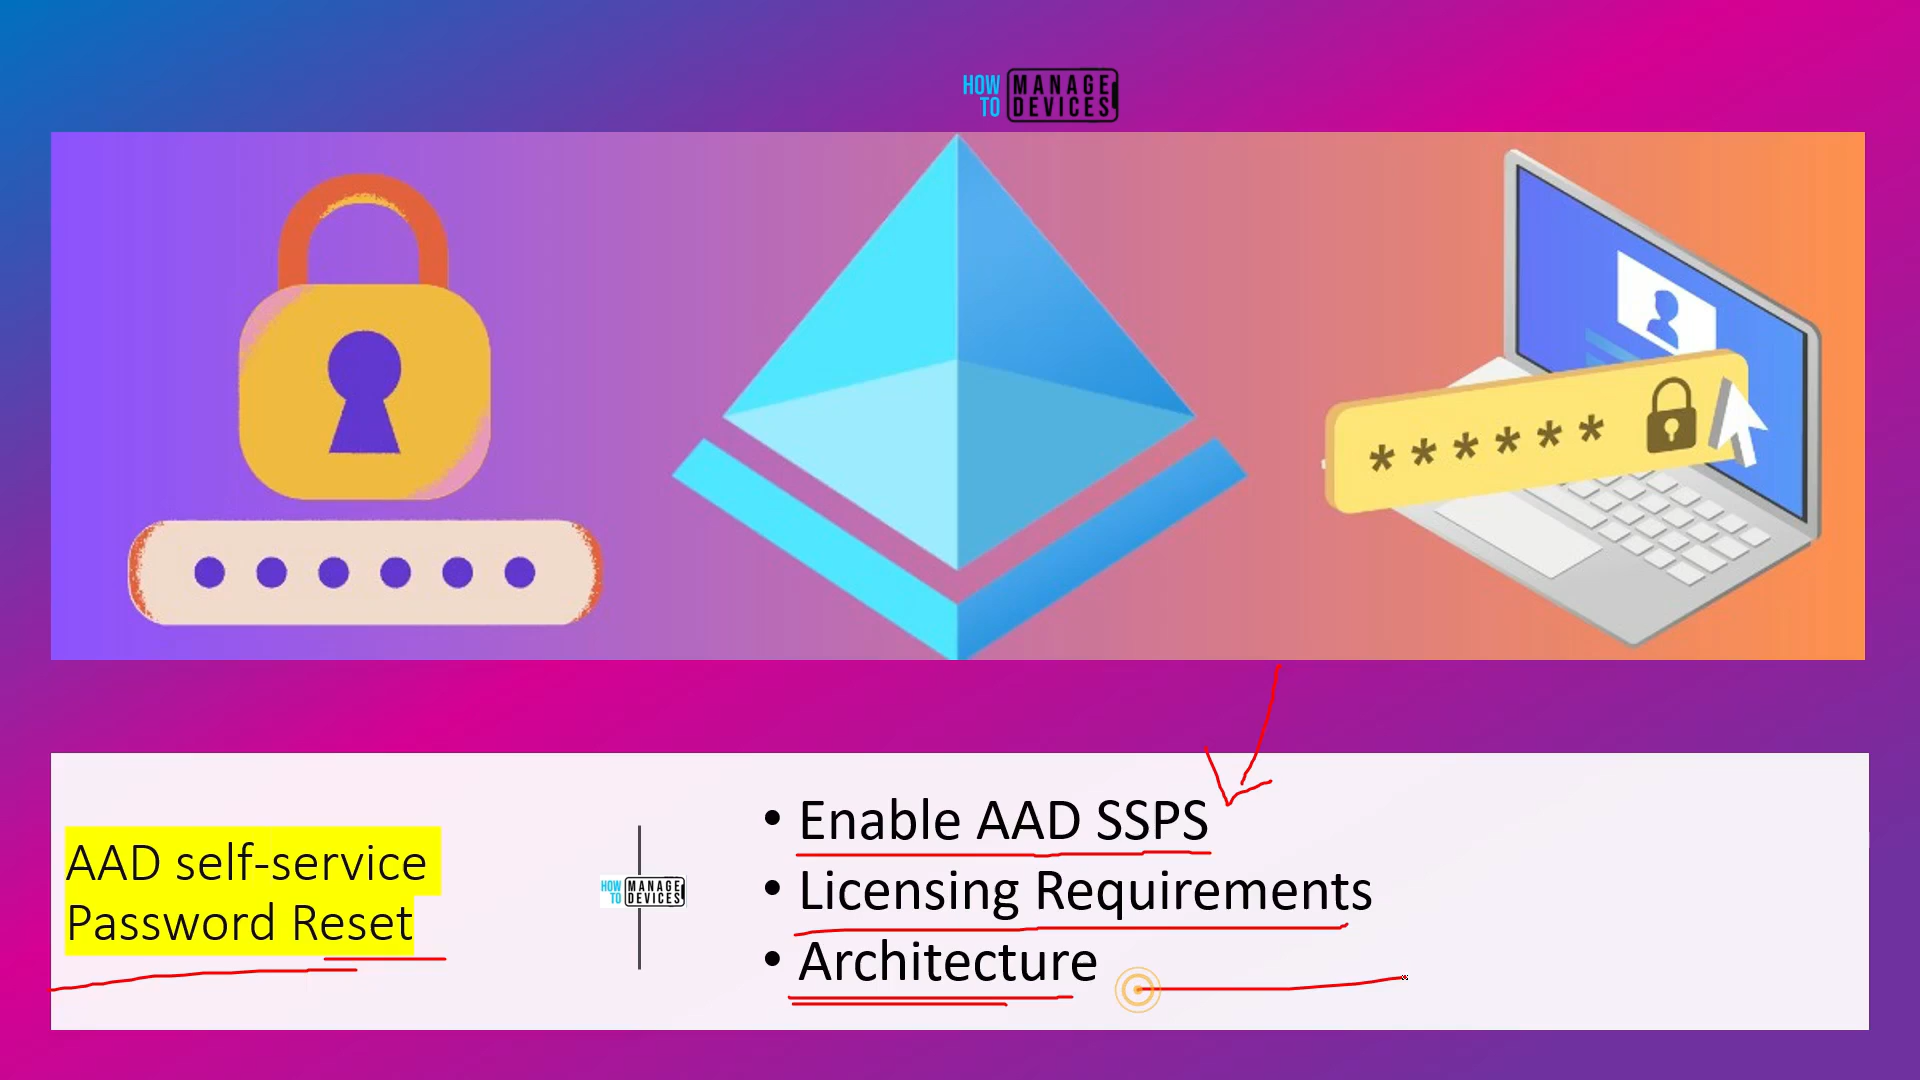 HOW MANAGE
TO DEVICES
******
AAD self-service
Password Reset
HOW MANAGE
TO DEVICES
• Enable AAD SSPS
• Licensing Requirements
• Architecture